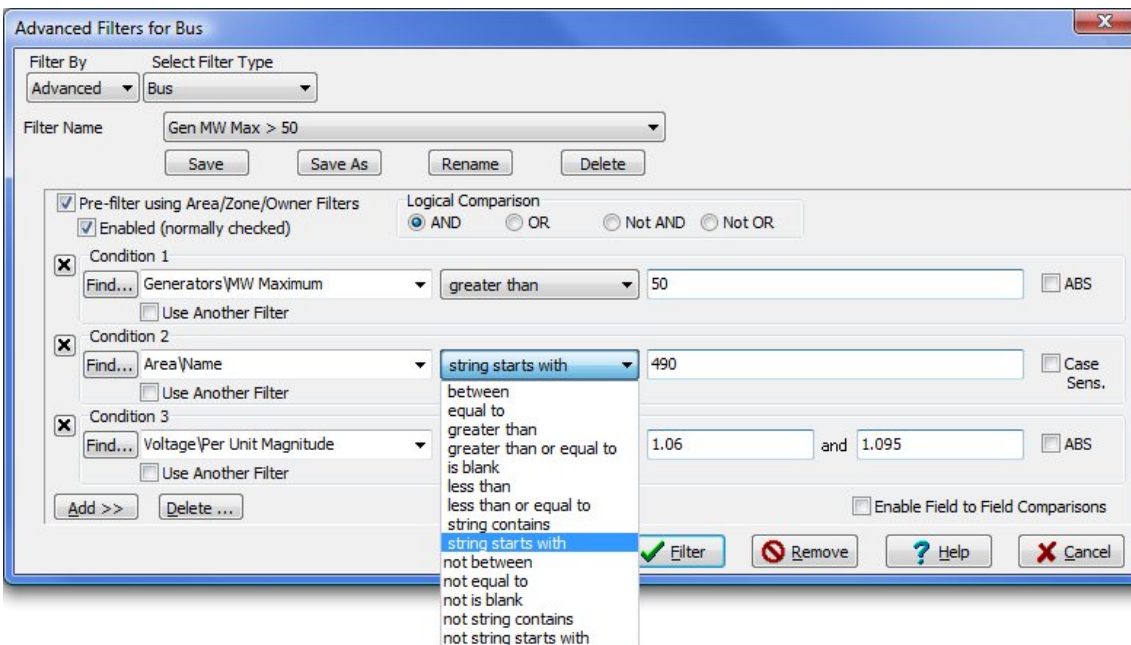 Advanced Filters for Bus
Filter By Select Filter Type
Advanced Bus
Filter Name Gen MW Max > 50
Save Save As Rename Delete
Pre-filter using Area/Zone/Owner Filters Logical Comparison
Enabled (normally checked) AND OR Not AND Not OR
Condition 1
Find... Generators\MW Maximum greater than 50 ABS
Use Another Filter
Condition 2
Find... Area\Name string starts with 490 Case Sens.
Use Another Filter
Condition 3
Find... Voltage\Per Unit Magnitude 1.06 and 1.095 ABS
Use Another Filter
Add >> Delete ... Enable Field to Field Comparisons
between
equal to
greater than
greater than or equal to
is blank
less than
less than or equal to
string contains
string starts with
not between
not equal to
not is blank
not string contains
not string starts with
Filter Remove ? Help Cancel